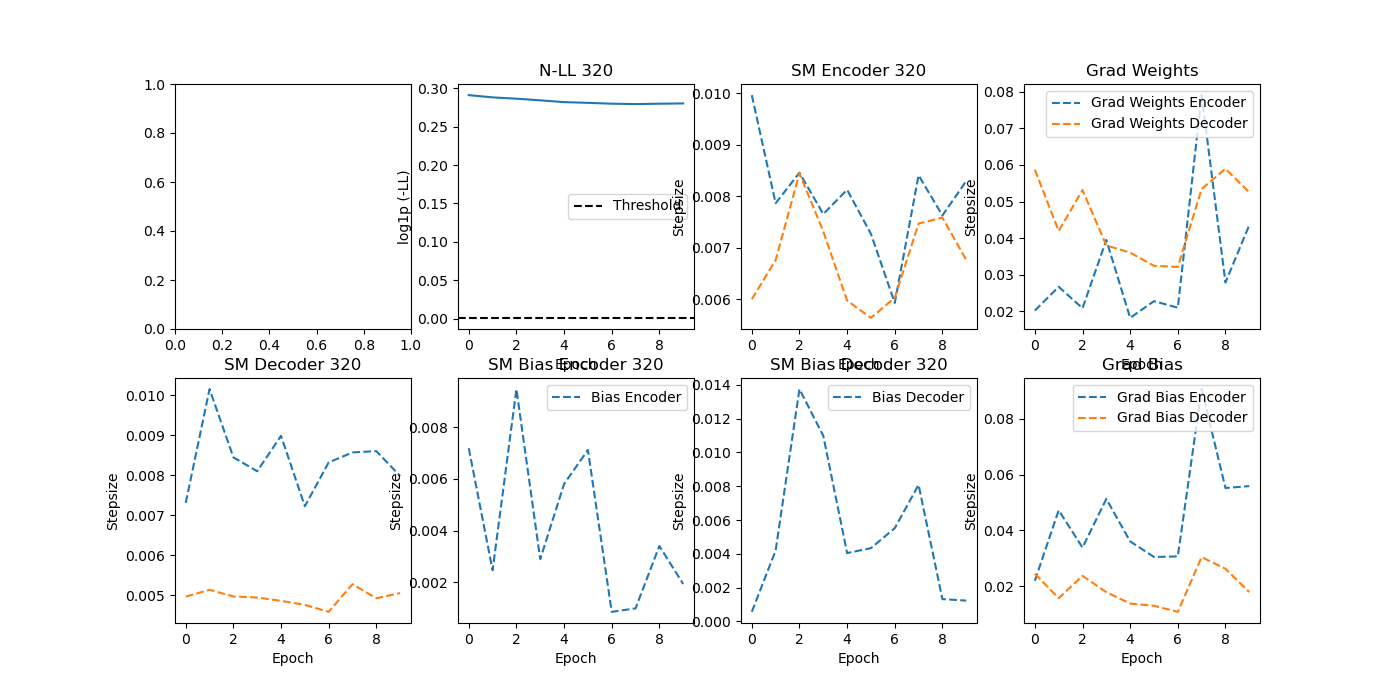 N-LL 320
SM Encoder 320
Grad Weights
1.0
0.8
0.6
0.4
0.2
0.0
0.0 0.2 0.4 0.6 0.8 1.0
log1p (-LL)
0.30
0.25
0.20
0.15
0.10
0.05
0.00
Threshold
0 2 4 6 8
Epoch
Stepsize
0.010
0.009
0.008
0.007
0.006
0 2 4 6 8
Epoch
Stepsize
0.08
0.07
0.06
0.05
0.04
0.03
0.02
Grad Weights Encoder
Grad Weights Decoder
0 2 4 6 8
Epoch
SM Decoder 320
SM Bias Encoder 320
SM Bias Decoder 320
Grad Bias
Stepsize
0.010
0.009
0.008
0.007
0.006
0.005
0 2 4 6 8
Epoch
Stepsize
0.008
0.006
0.004
0.002
Bias Encoder
0 2 4 6 8
Epoch
Stepsize
0.014
0.012
0.010
0.008
0.006
0.004
0.002
0.000
Bias Decoder
0 2 4 6 8
Epoch
Stepsize
0.08
0.06
0.04
0.02
Grad Bias Encoder
Grad Bias Decoder
0 2 4 6 8
Epoch